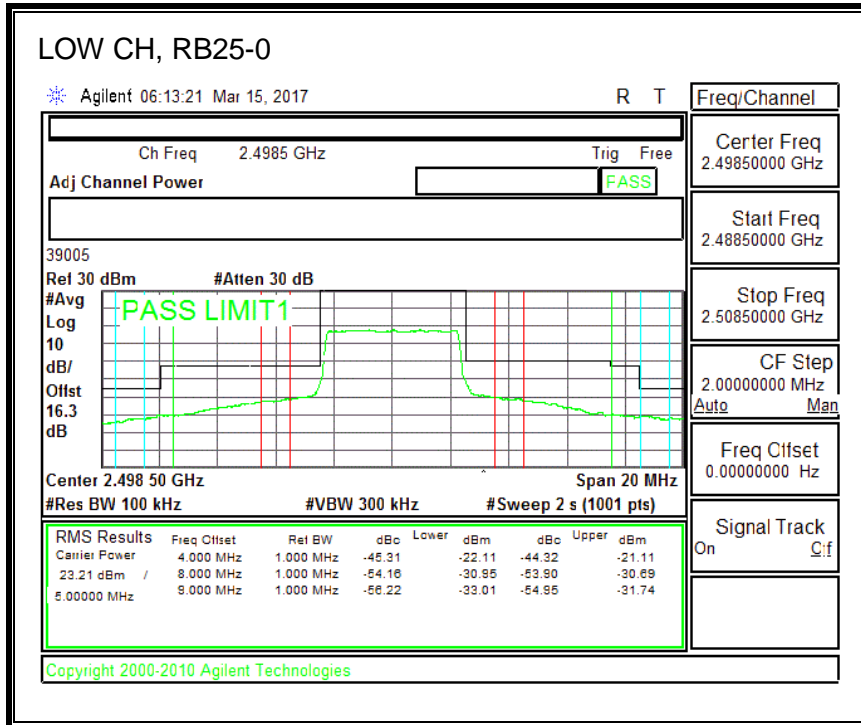 LOW CH, RB25-0
Agilent 06:13:21 Mar 15, 2017 R T
Freq/Channel
Ch Freq 2.4985 GHz Trig Free
Adj Channel Power PASS
Center Freq
2.49850000 GHz
Start Freq
2.48850000 GHz
Stop Freq
2.50850000 GHz
CF Step
2.00000000 MHz
Auto Man
Freq Offset
0.00000000 Hz
Signal Track
On Off
39005
Ref 30 dBm #Atten 30 dB
#Avg
Log
10
dB/
Offst
16.3
dB
PASS LIMIT1
Center 2.498 50 GHz Span 20 MHz
#Res BW 100 kHz #VBW 300 kHz #Sweep 2 s (1001 pts)
RMS Results Freq Offset Ref BW dBc Lower dBm dBc Upper dBm
Carrier Power 4.000 MHz 1.000 MHz -45.31 -22.11 -44.32 -21.11
23.21 dBm / 8.000 MHz 1.000 MHz -54.16 -30.95 -53.90 -30.69
5.00000 MHz 9.000 MHz 1.000 MHz -56.22 -33.01 -54.95 -31.74
Copyright 2000-2010 Agilent Technologies